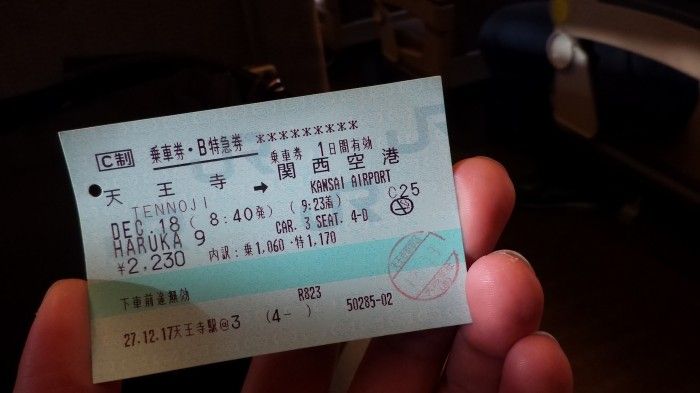 C制 乗車券・B特急券 *********
乗車券 1日間有効
天王寺 → 関西空港
TENNOJI KANSAI AIRPORT
DEC.18 ( 8:40発) (9:23着) C25
HARUKA 9 CAR. 3 SEAT. 4-D
¥2,230 内訳:乗1,060・特1,170
下車前途無効 R823
27.12.17天王寺駅@3 (4- ) 50285-02